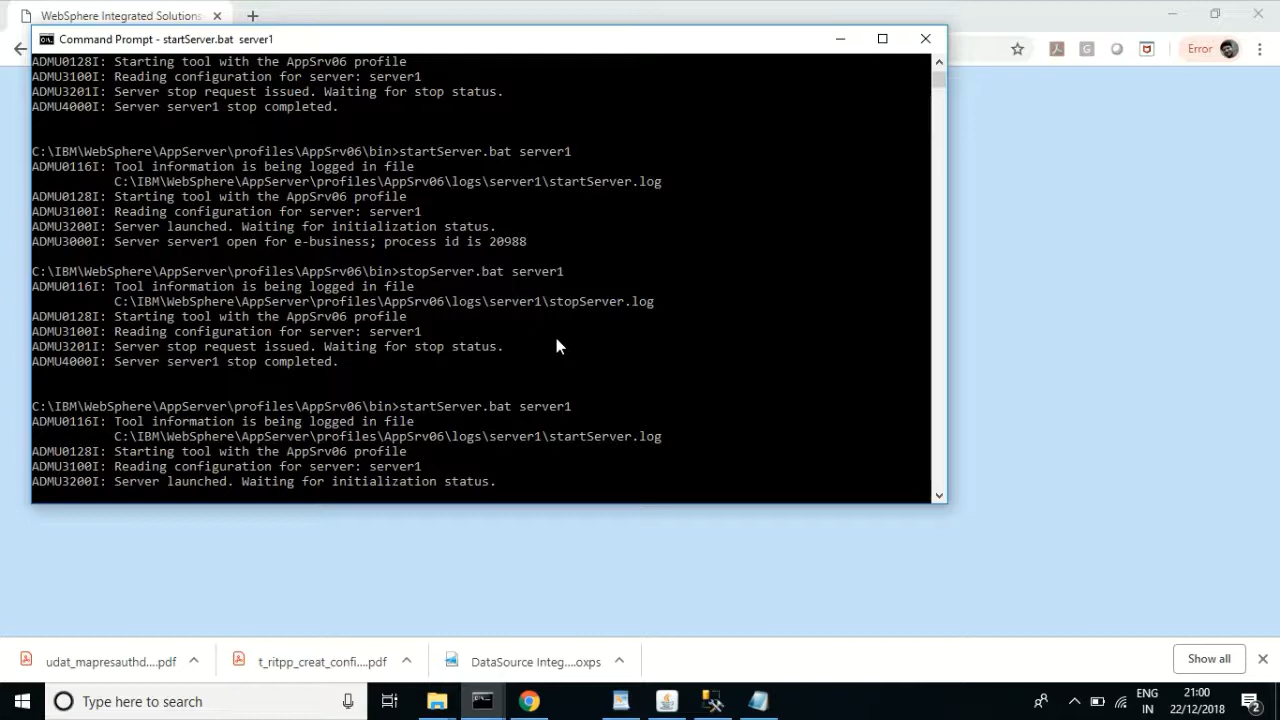 WebSphere Integrated Solutions
Command Prompt - startServer.bat server1
Error
ADMU0128I: Starting tool with the AppSrv06 profile
ADMU3100I: Reading configuration for server: server1
ADMU3201I: Server stop request issued. Waiting for stop status.
ADMU4000I: Server server1 stop completed.
C:\IBM\WebSphere\AppServer\profiles\AppSrv06\bin>startServer.bat server1
ADMU0116I: Tool information is being logged in file
C:\IBM\WebSphere\AppServer\profiles\AppSrv06\logs\server1\startServer.log
ADMU0128I: Starting tool with the AppSrv06 profile
ADMU3100I: Reading configuration for server: server1
ADMU3200I: Server launched. Waiting for initialization status.
ADMU3000I: Server server1 open for e-business; process id is 20988
C:\IBM\WebSphere\AppServer\profiles\AppSrv06\bin>stopServer.bat server1
ADMU0116I: Tool information is being logged in file
C:\IBM\WebSphere\AppServer\profiles\AppSrv06\logs\server1\stopServer.log
ADMU0128I: Starting tool with the AppSrv06 profile
ADMU3100I: Reading configuration for server: server1
ADMU3201I: Server stop request issued. Waiting for stop status.
ADMU4000I: Server server1 stop completed.
C:\IBM\WebSphere\AppServer\profiles\AppSrv06\bin>startServer.bat server1
ADMU0116I: Tool information is being logged in file
C:\IBM\WebSphere\AppServer\profiles\AppSrv06\logs\server1\startServer.log
ADMU0128I: Starting tool with the AppSrv06 profile
ADMU3100I: Reading configuration for server: server1
ADMU3200I: Server launched. Waiting for initialization status.
udat_mapresauthd....pdf
t_ritpp_creat_confi....pdf
DataSource Integ....oxps
Show all
Type here to search
ENG
IN
21:00
22/12/2018
2